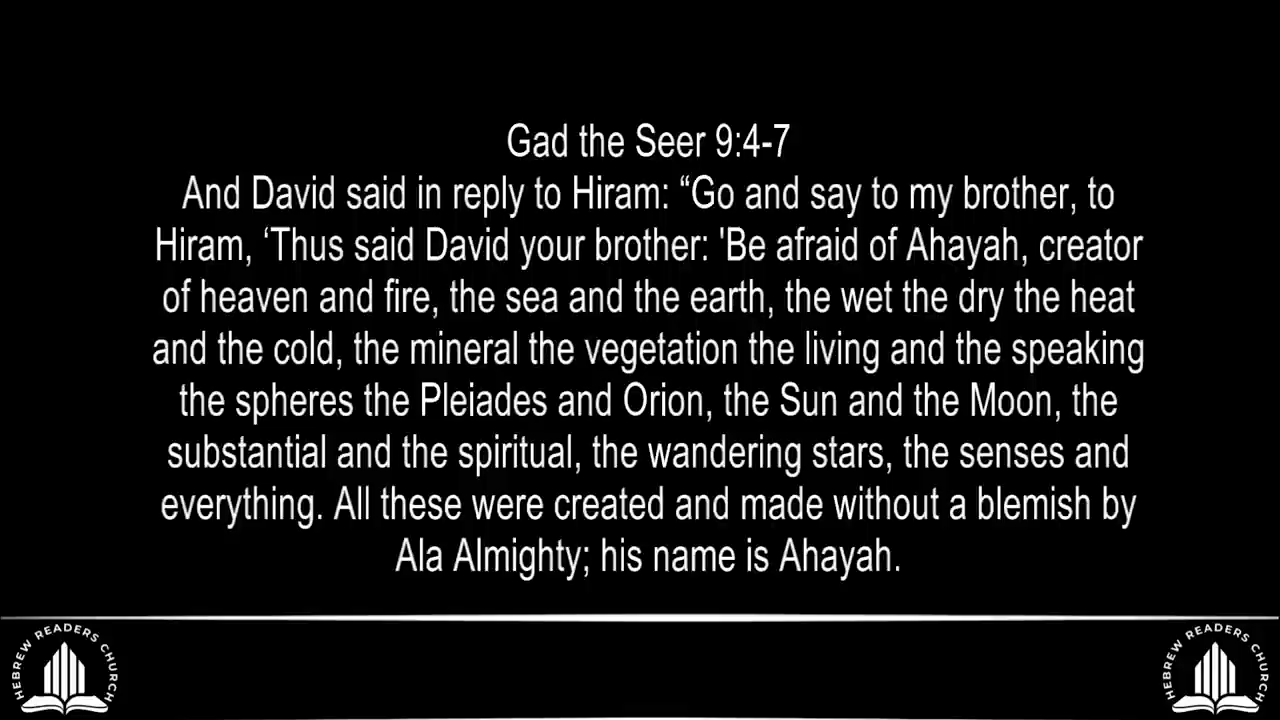 Gad the Seer 9:4-7
And David said in reply to Hiram: “Go and say to my brother, to
Hiram, ‘Thus said David your brother: 'Be afraid of Ahayah, creator
of heaven and fire, the sea and the earth, the wet the dry the heat
and the cold, the mineral the vegetation the living and the speaking
the spheres the Pleiades and Orion, the Sun and the Moon, the
substantial and the spiritual, the wandering stars, the senses and
everything. All these were created and made without a blemish by
Ala Almighty; his name is Ahayah.
HEBREW READERS CHURCH
HEBREW READERS CHURCH